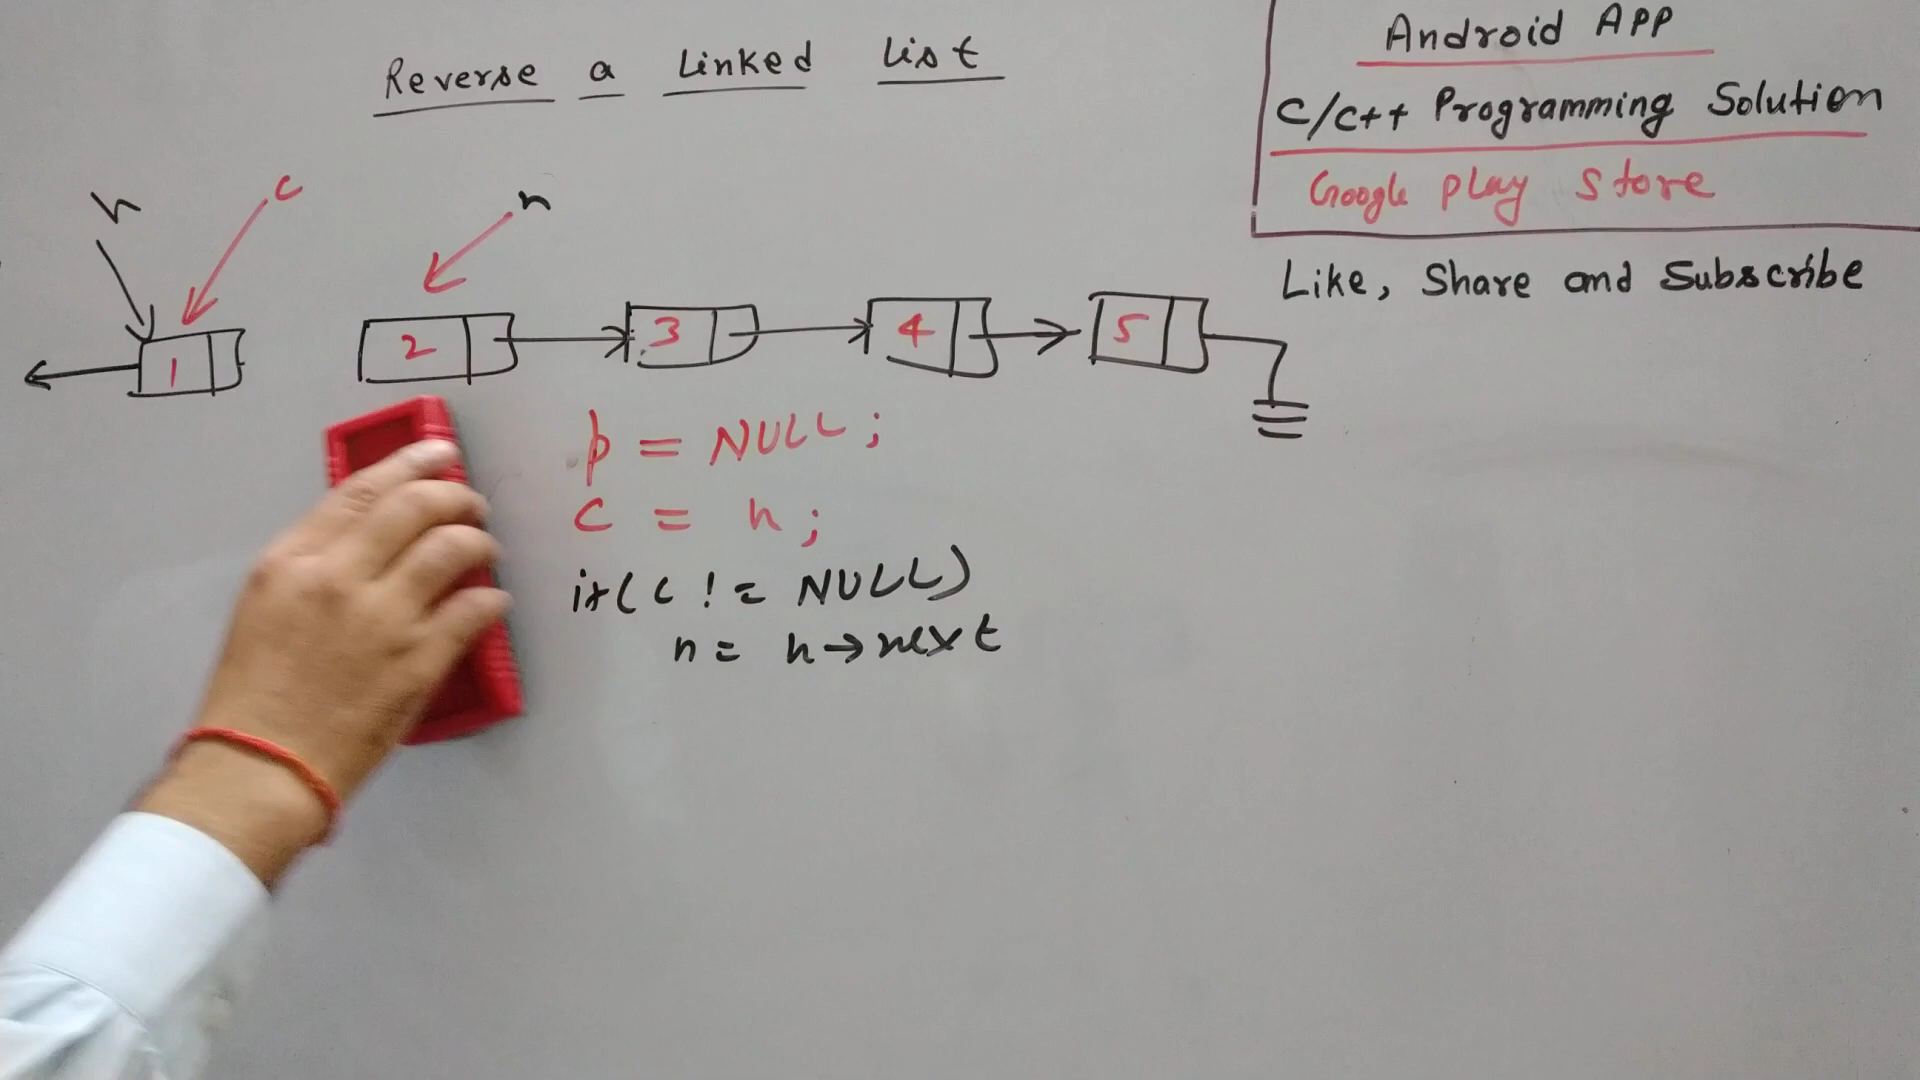 Reverse a Linked List
Android APP
C/C++ Programming Solution
Google play store
Like, Share and Subscribe
h
c
n
1
2
3
4
5
p = NULL;
c = h;
if(c != NULL)
n = h→next